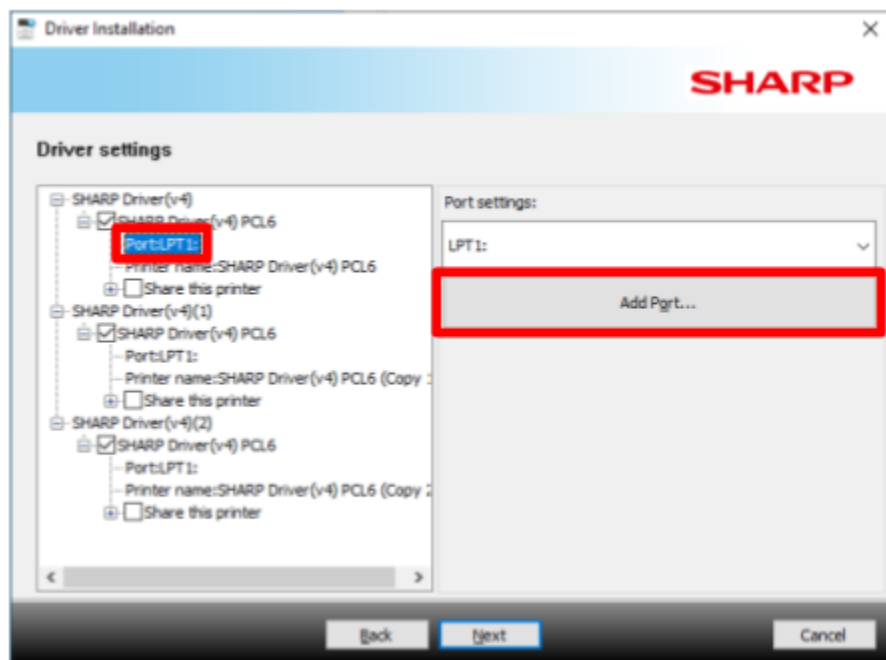 Driver Installation
SHARP
Driver settings
SHARP Driver(v4)
SHARP Driver(v4) PCL6
Port:LPT1:
Printer name:SHARP Driver(v4) PCL6
Share this printer
SHARP Driver(v4)(1)
SHARP Driver(v4) PCL6
Port:LPT1:
Printer name:SHARP Driver(v4) PCL6 (Copy 1
Share this printer
SHARP Driver(v4)(2)
SHARP Driver(v4) PCL6
Port:LPT1:
Printer name:SHARP Driver(v4) PCL6 (Copy 2
Share this printer
Port settings:
LPT1:
Add Port...
Back
Next
Cancel